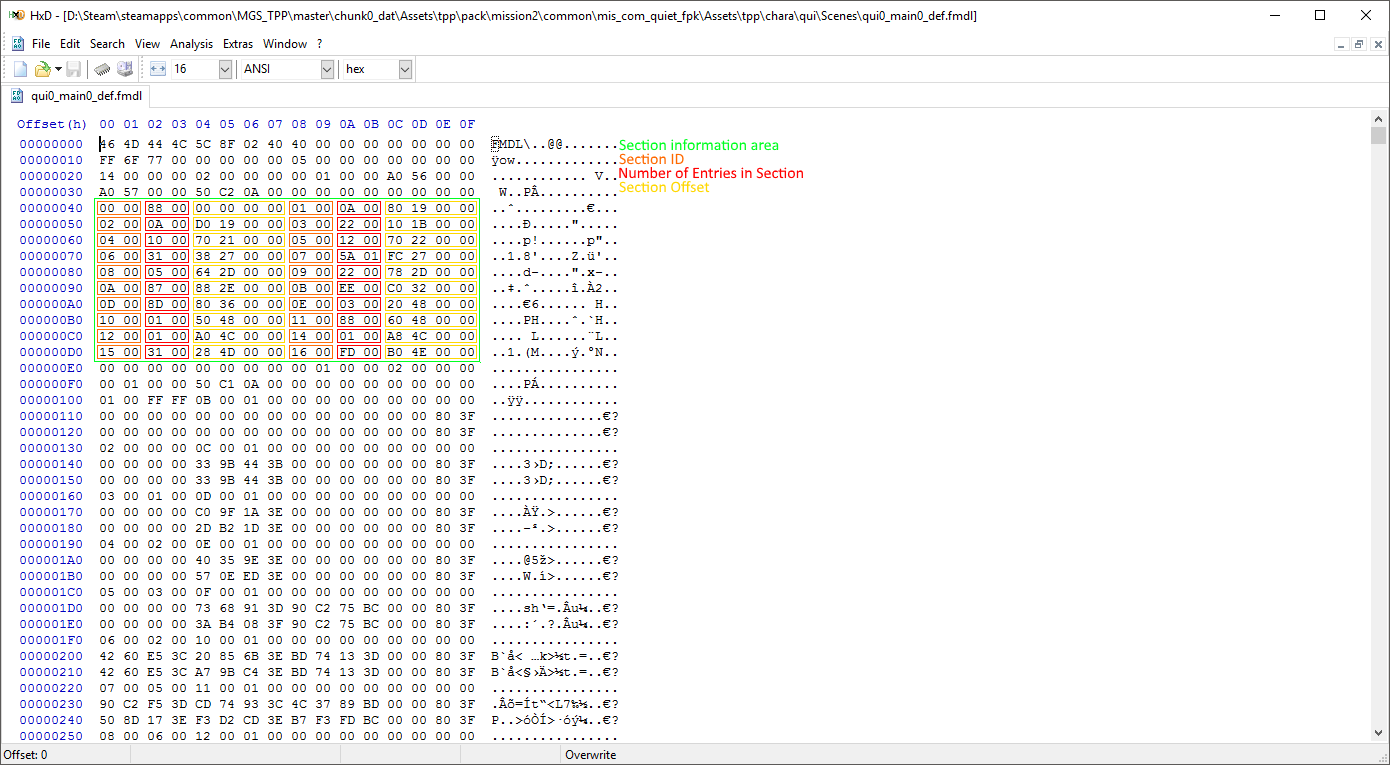 HxD - [D:\Steam\steamapps\common\MGS_TPP\master\chunk0_dat\Assets\tpp\pack\mission2\common\mis_com_quiet_fpk\Assets\tpp\chara\qui\Scenes\qui0_main0_def.fmdl]
File Edit Search View Analysis Extras Window ?
16 ANSI hex
qui0_main0_def.fmdl
Offset(h) 00 01 02 03 04 05 06 07 08 09 0A 0B 0C 0D 0E 0F
00000000 46 4D 44 4C 5C 8F 02 40 40 00 00 00 00 00 00 00 FMDL\..@@....... Section information area
00000010 FF 6F 77 00 00 00 00 00 05 00 00 00 00 00 00 00 ÿow............. Section ID
00000020 14 00 00 00 02 00 00 00 01 00 00 00 A0 56 00 00 ............ V.. Number of Entries in Section
00000030 A0 57 00 00 50 C2 0A 00 00 00 00 00 00 00 00 00 W..PÂ.......... Section Offset
00000040 00 00 88 00 00 00 00 00 01 00 0A 00 80 19 00 00 ..ˆ.........€...
00000050 02 00 0A 00 D0 19 00 00 03 00 22 00 10 1B 00 00 ....Ð.....".....
00000060 04 00 10 00 70 21 00 00 05 00 12 00 70 22 00 00 ....p!......p"..
00000070 06 00 31 00 38 27 00 00 07 00 5A 01 FC 27 00 00 ..1.8'....Z.ü'..
00000080 08 00 05 00 64 2D 00 00 09 00 22 00 78 2D 00 00 ....d-....".x-..
00000090 0A 00 87 00 88 2E 00 00 0B 00 EE 00 C0 32 00 00 ..‡.ˆ.....î.À2..
000000A0 0D 00 8D 00 80 36 00 00 0E 00 03 00 20 48 00 00 ....€6...... H..
000000B0 10 00 01 00 50 48 00 00 11 00 88 00 60 48 00 00 ....PH....ˆ.`H..
000000C0 12 00 01 00 A0 4C 00 00 14 00 01 00 A8 4C 00 00 .... L......¨L..
000000D0 15 00 31 00 28 4D 00 00 16 00 FD 00 B0 4E 00 00 ..1.(M....ý.°N..
000000E0 00 00 00 00 00 00 00 00 00 01 00 00 02 00 00 00 ................
000000F0 00 01 00 00 50 C1 0A 00 00 00 00 00 00 00 00 00 ....PÁ..........
00000100 01 00 FF FF 0B 00 01 00 00 00 00 00 00 00 00 00 ..ÿÿ............
00000110 00 00 00 00 00 00 00 00 00 00 00 00 00 00 80 3F ..............€?
00000120 00 00 00 00 00 00 00 00 00 00 00 00 00 00 80 3F ..............€?
00000130 02 00 00 00 0C 00 01 00 00 00 00 00 00 00 00 00 ................
00000140 00 00 00 00 33 9B 44 3B 00 00 00 00 00 00 80 3F ....3›D;......€?
00000150 00 00 00 00 33 9B 44 3B 00 00 00 00 00 00 80 3F ....3›D;......€?
00000160 03 00 01 00 0D 00 01 00 00 00 00 00 00 00 00 00 ................
00000170 00 00 00 00 C0 9F 1A 3E 00 00 00 00 00 00 80 3F ....ÀŸ.>......€?
00000180 00 00 00 00 2D B2 1D 3E 00 00 00 00 00 00 80 3F ....-².>......€?
00000190 04 00 02 00 0E 00 01 00 00 00 00 00 00 00 00 00 ................
000001A0 00 00 00 00 40 35 9E 3E 00 00 00 00 00 00 80 3F ....@5ž>......€?
000001B0 00 00 00 00 57 0E ED 3E 00 00 00 00 00 00 80 3F ....W.í>......€?
000001C0 05 00 03 00 0F 00 01 00 00 00 00 00 00 00 00 00 ................
000001D0 00 00 00 00 73 68 91 3D 90 C2 75 BC 00 00 80 3F ....sh‘=.Âu¼..€?
000001E0 00 00 00 00 3A B4 08 3F 90 C2 75 BC 00 00 80 3F ....:´.?.Âu¼..€?
000001F0 06 00 02 00 10 00 01 00 00 00 00 00 00 00 00 00 ................
00000200 42 60 E5 3C 20 85 6B 3E BD 74 13 3D 00 00 80 3F B`å< …k>½t.=..€?
00000210 42 60 E5 3C A7 9B C4 3E BD 74 13 3D 00 00 80 3F B`å<§›Ä>½t.=..€?
00000220 07 00 05 00 11 00 01 00 00 00 00 00 00 00 00 00 ................
00000230 90 C2 F5 3D CD 74 93 3C 4C 37 89 BD 00 00 80 3F .Âõ=Ít“<L7‰½..€?
00000240 50 8D 17 3E F3 D2 CD 3E B7 F3 FD BC 00 00 80 3F P..>óÒÍ>·óý¼..€?
00000250 08 00 06 00 12 00 01 00 00 00 00 00 00 00 00 00 ................
Offset: 0 Overwrite